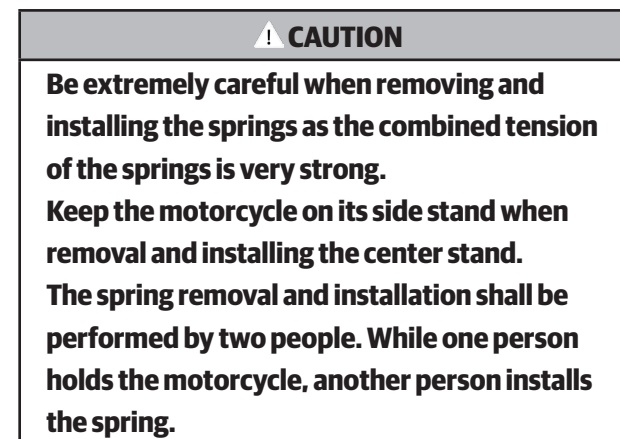 CAUTION
Be extremely careful when removing and
installing the springs as the combined tension
of the springs is very strong.
Keep the motorcycle on its side stand when
removal and installing the center stand.
The spring removal and installation shall be
performed by two people. While one person
holds the motorcycle, another person installs
the spring.